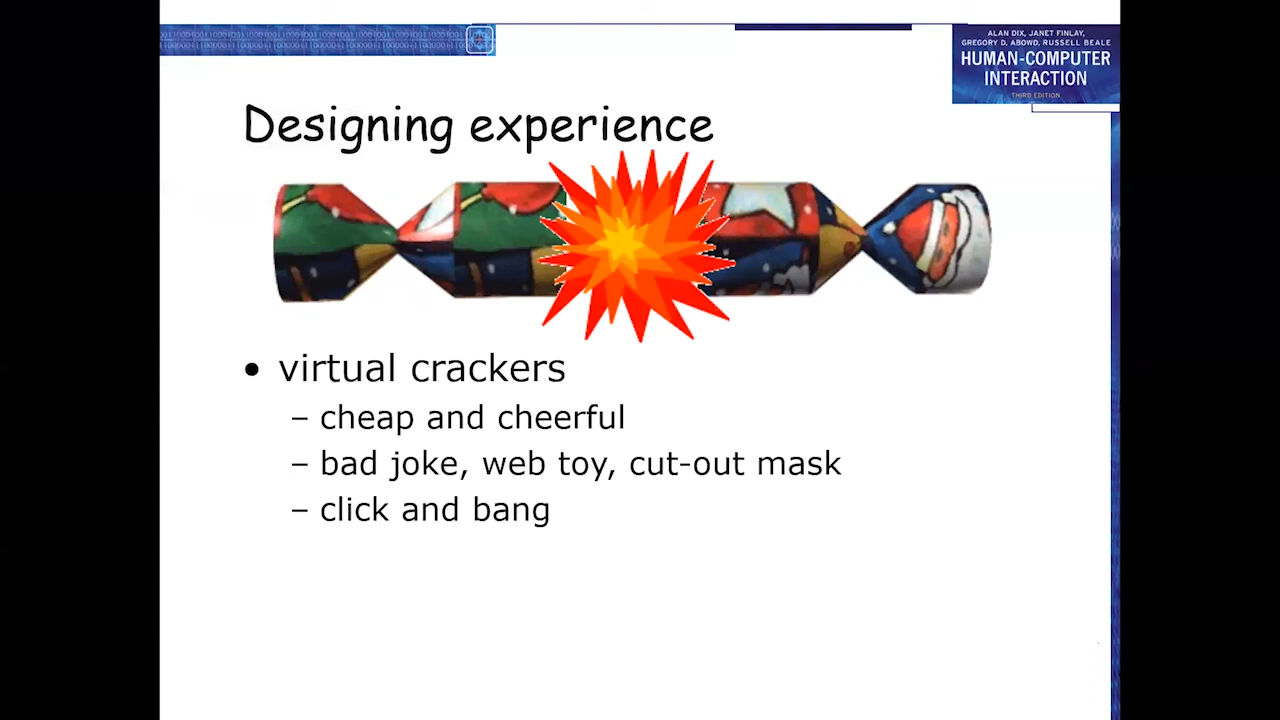 ALAN DIX, JANET FINLAY,
GREGORY D. ABOWD, RUSSELL BEALE
HUMAN-COMPUTER
INTERACTION
THIRD EDITION
Designing experience
• virtual crackers
– cheap and cheerful
– bad joke, web toy, cut-out mask
– click and bang